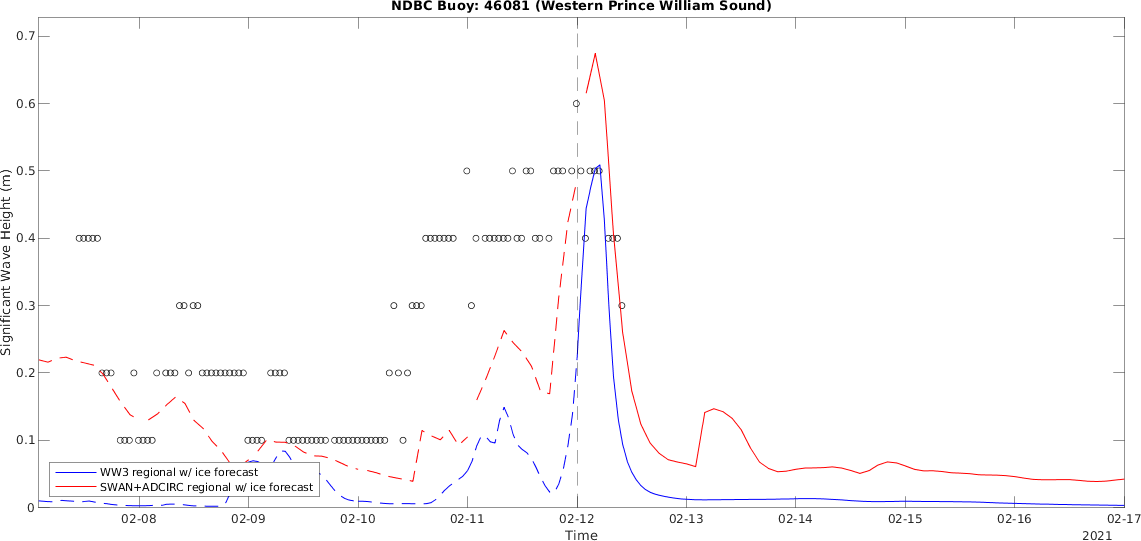 NDBC Buoy: 46081 (Western Prince William Sound)
Significant Wave Height (m)
0.7
0.6
0.5
0.4
0.3
0.2
0.1
0
WW3 regional w/ ice forecast
SWAN+ADCIRC regional w/ ice forecast
02-08 02-09 02-10 02-11 02-12 02-13 02-14 02-15 02-16 02-17
Time
2021